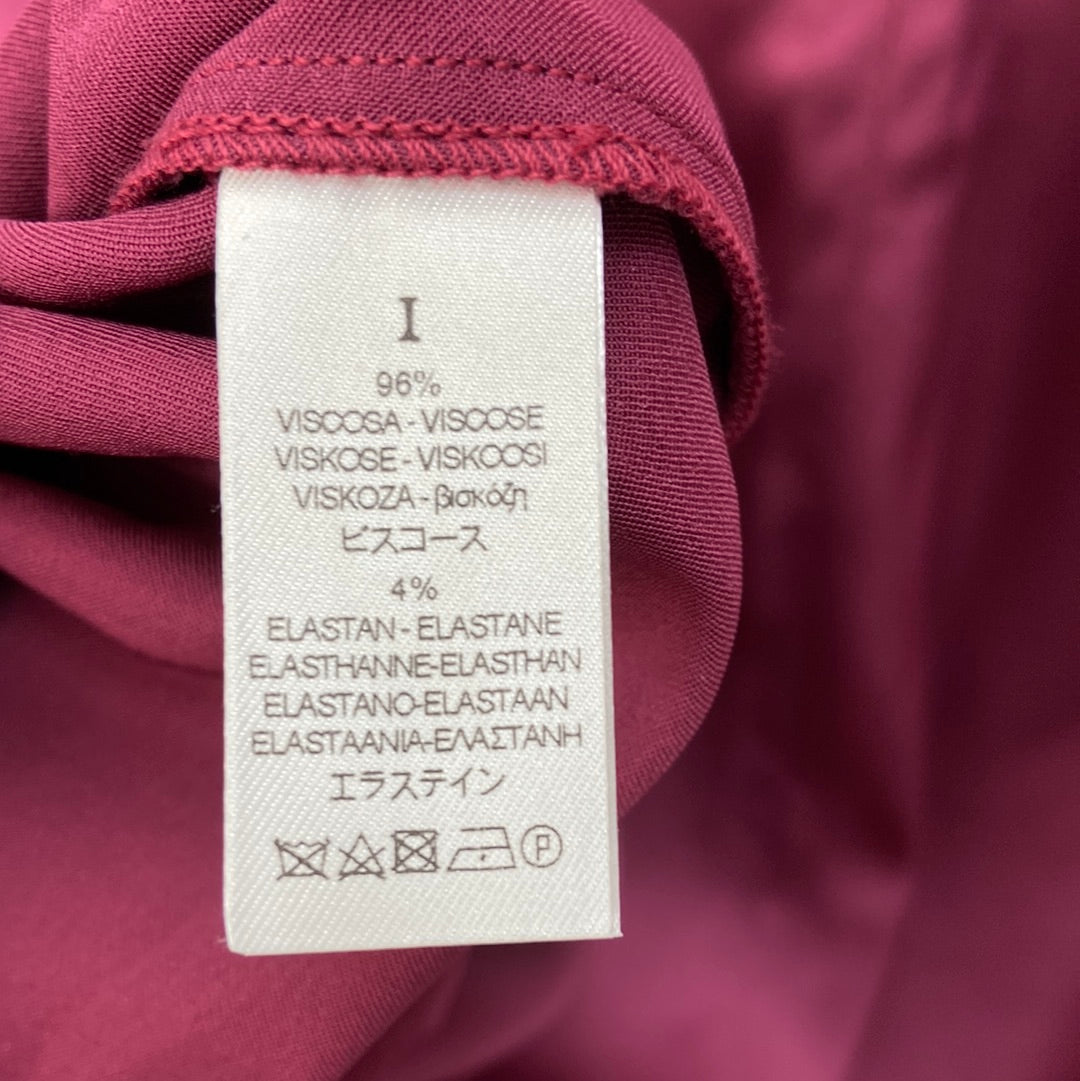 I
96%
VISCOSA - VISCOSE
VISKOSE - VISKOOSI
VISKOZA - βισκόζη
ビスコース
4%
ELASTAN - ELASTANE
ELASTHANNE-ELASTHAN
ELASTANO-ELASTAAN
ELASTAANIA-ΕΛΑΣΤΑΝΗ
エラステイン
P